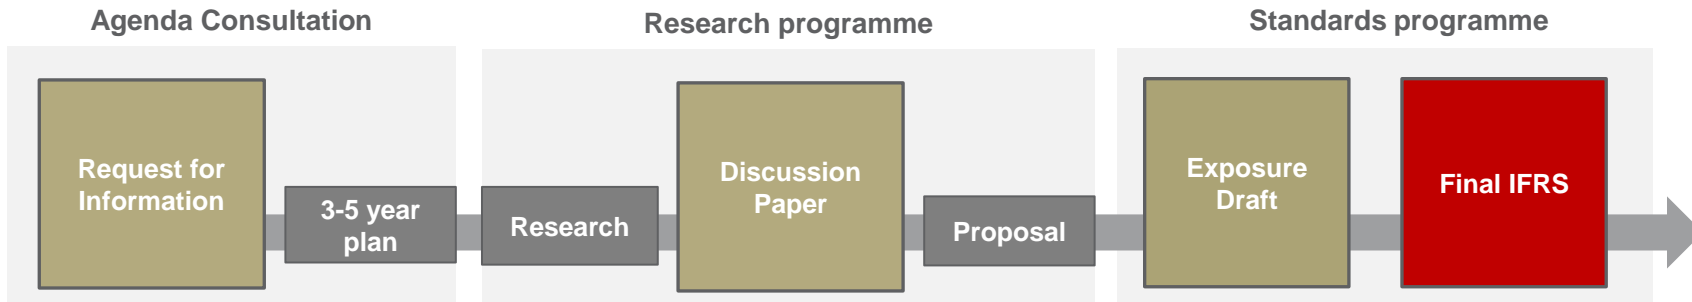 Agenda Consultation
Research programme
Standards programme
Request for
Information
3-5 year
plan
Research
Discussion
Paper
Proposal
Exposure
Draft
Final IFRS